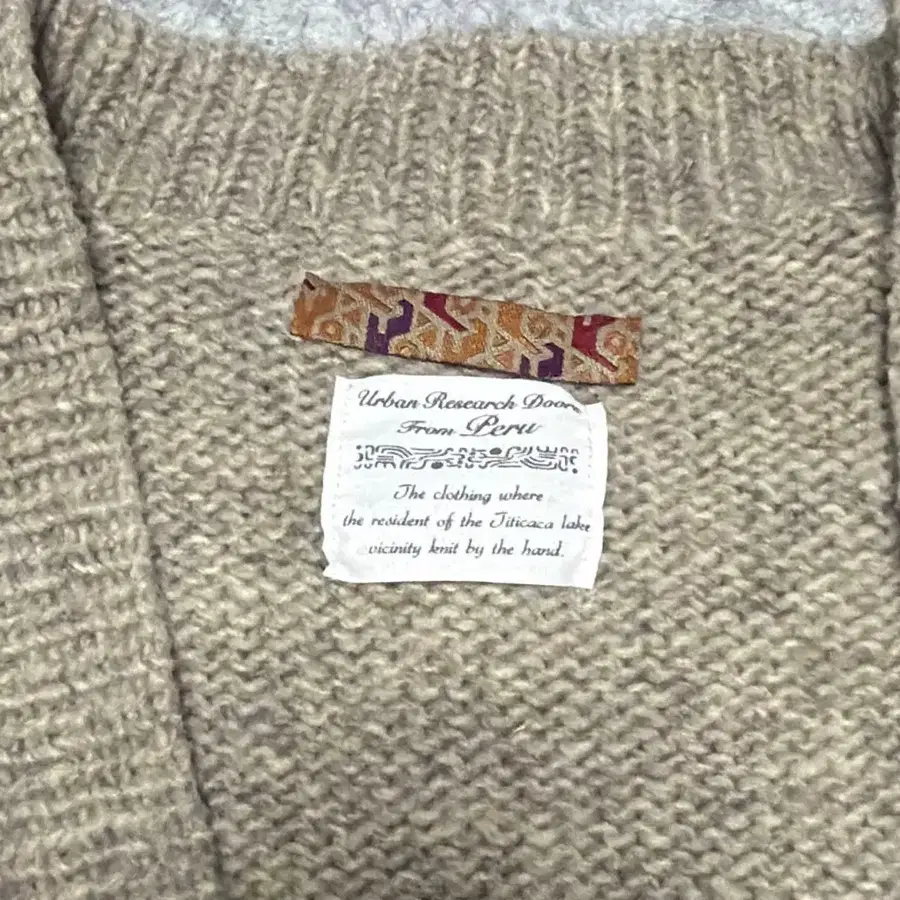 Urban Research Doors
From Peru
The clothing where
the resident of the Titicaca lake
vicinity knit by the hand.